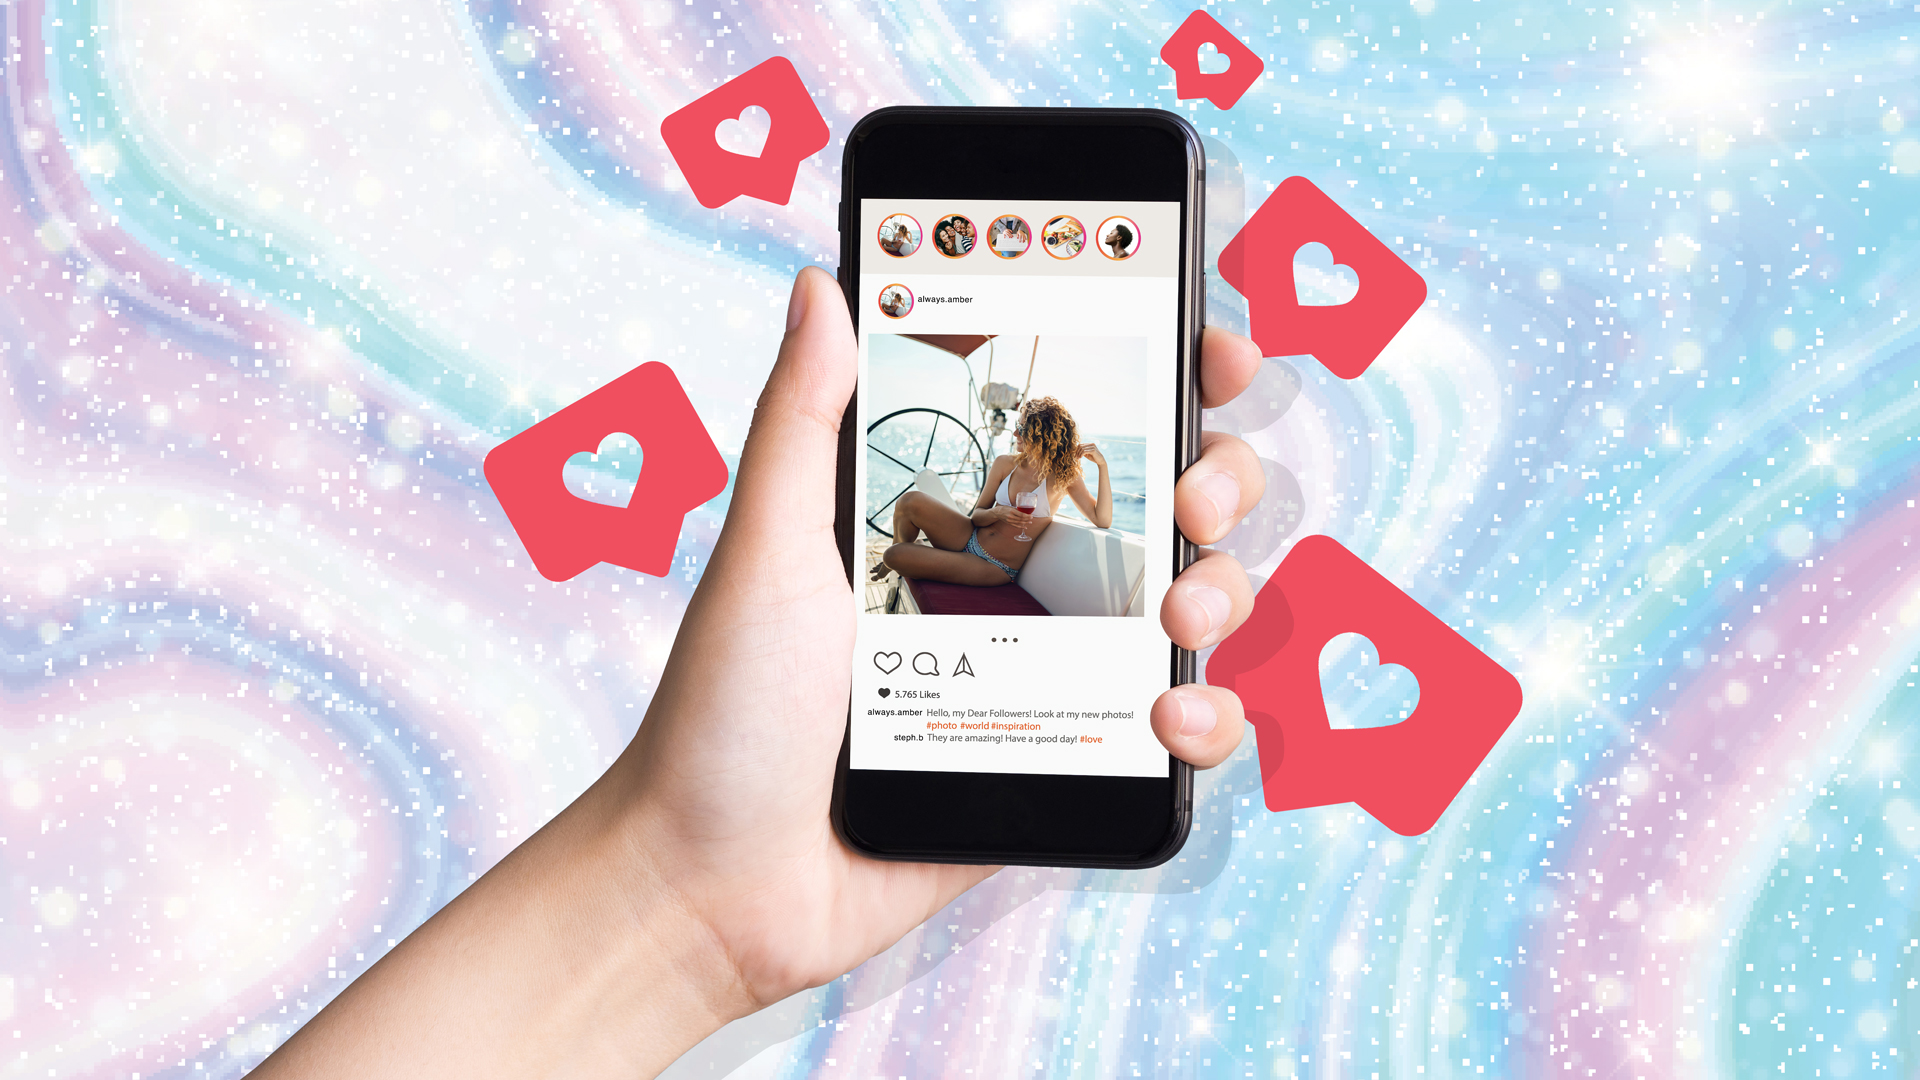 always.amber
5.765 Likes
always.amber Hello, my Dear Followers! Look at my new photos!
#photo #world #inspiration
steph.b They are amazing! Have a good day! #love